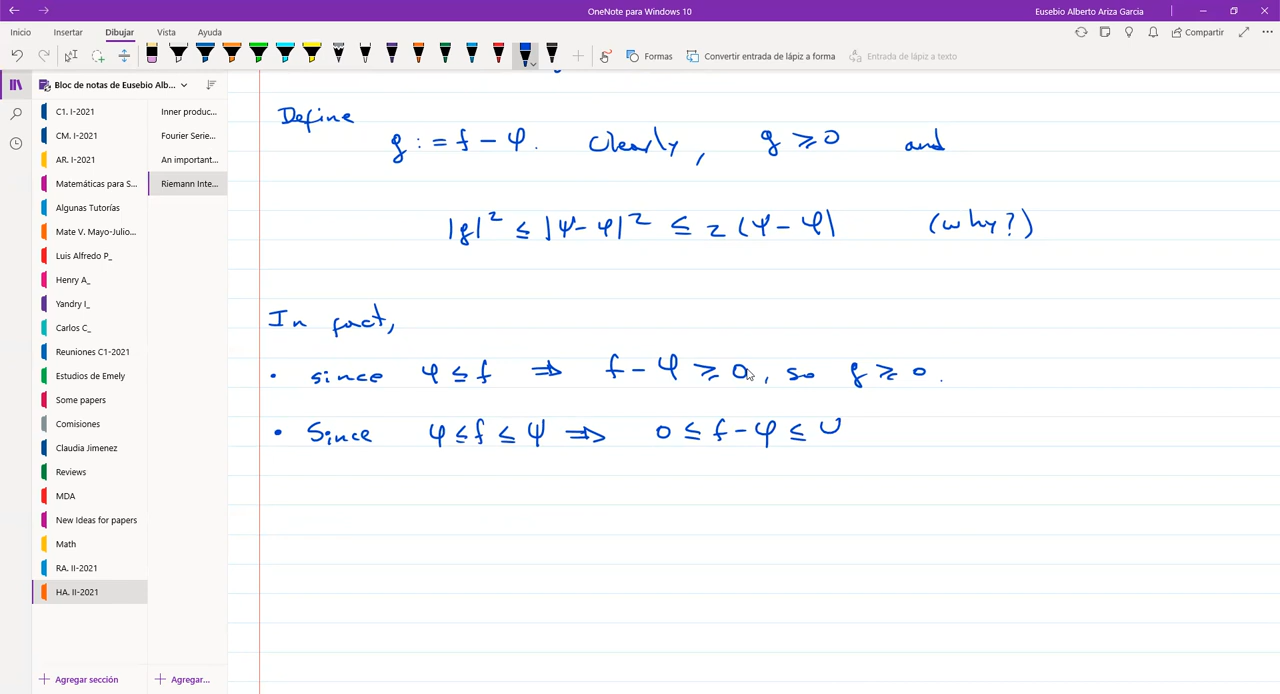 OneNote para Windows 10
Eusebio Alberto Ariza Garcia
Inicio Insertar Dibujar Vista Ayuda
Compartir
Formas Convertir entrada de lápiz a forma Entrada de lápiz a texto
Bloc de notas de Eusebio Alb...
C1. I-2021
CM. I-2021
AR. I-2021
Matemáticas para S...
Algunas Tutorías
Mate V. Mayo-Julio...
Luis Alfredo P_
Henry A_
Yandry I_
Carlos C_
Reuniones C1-2021
Estudios de Emely
Some papers
Comisiones
Claudia Jimenez
Reviews
MDA
New Ideas for papers
Math
RA. II-2021
HA. II-2021
Agregar sección
Inner produc...
Fourier Serie...
An important...
Riemann Inte...
Agregar...
Define
g := f - φ. Clearly, g ≥ 0 and
|g|² ≤ |ψ - φ|² ≤ 2 (ψ - φ) (why?)
In fact,
• since φ ≤ f ⇒ f - φ ≥ 0, so g ≥ 0.
• Since φ ≤ f ≤ ψ ⇒ 0 ≤ f - φ ≤